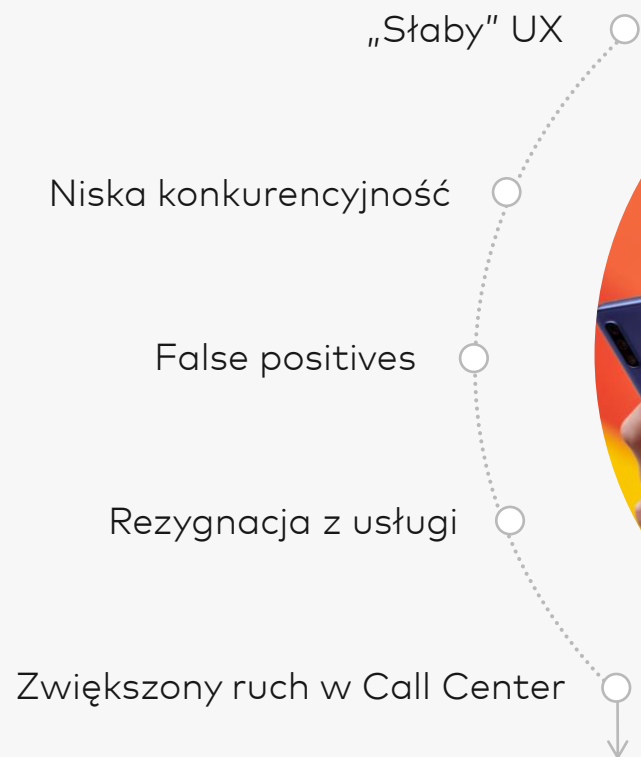 „Słaby” UX
Niska konkurencyjność
False positives
Rezygnacja z usługi
Zwiększony ruch w Call Center